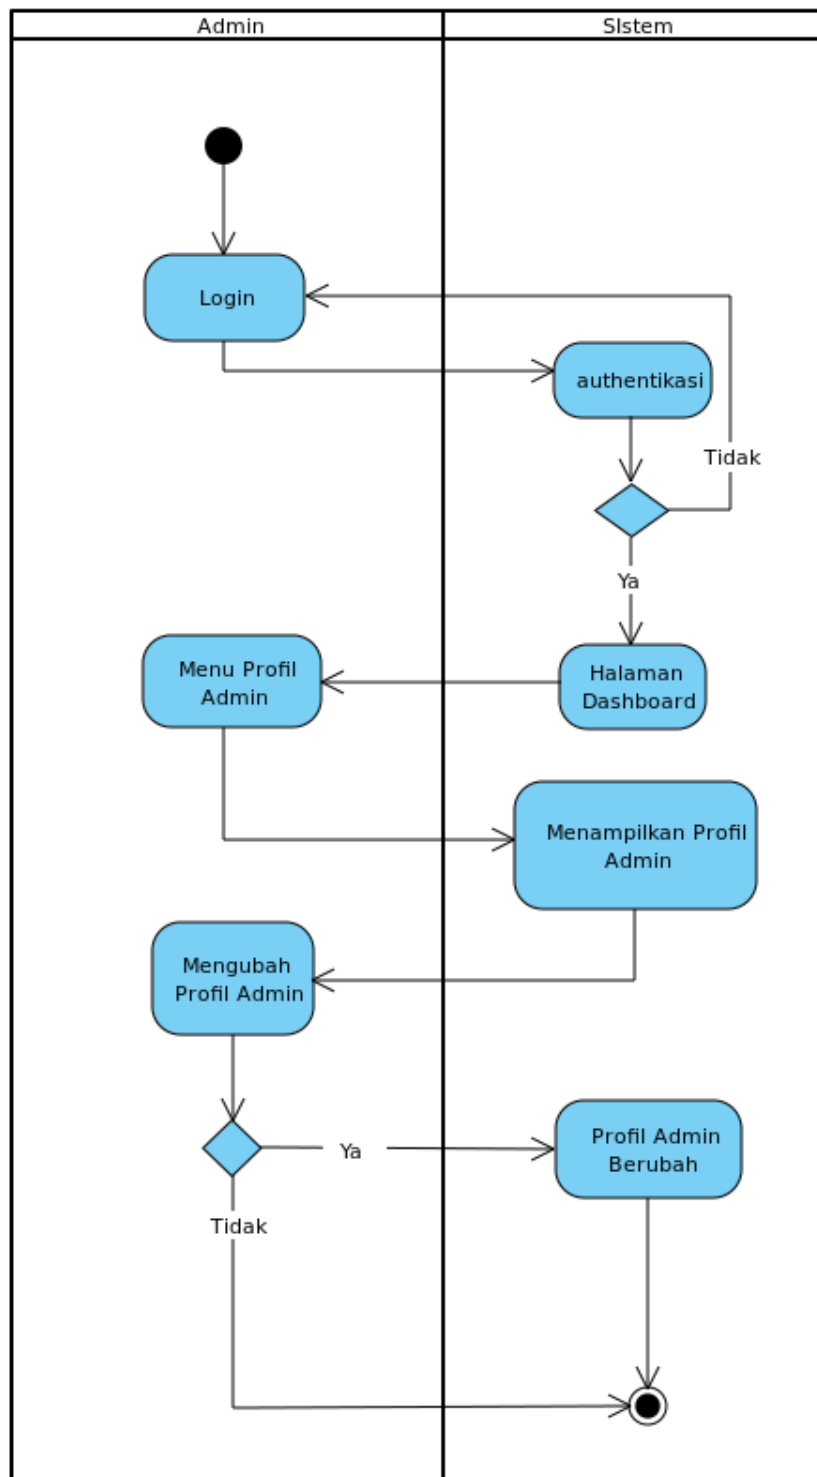 Admin
SIstem
Login
authentikasi
Tidak
Ya
Menu Profil
Admin
Halaman
Dashboard
Menampilkan Profil
Admin
Mengubah
Profil Admin
Ya
Profil Admin
Berubah
Tidak